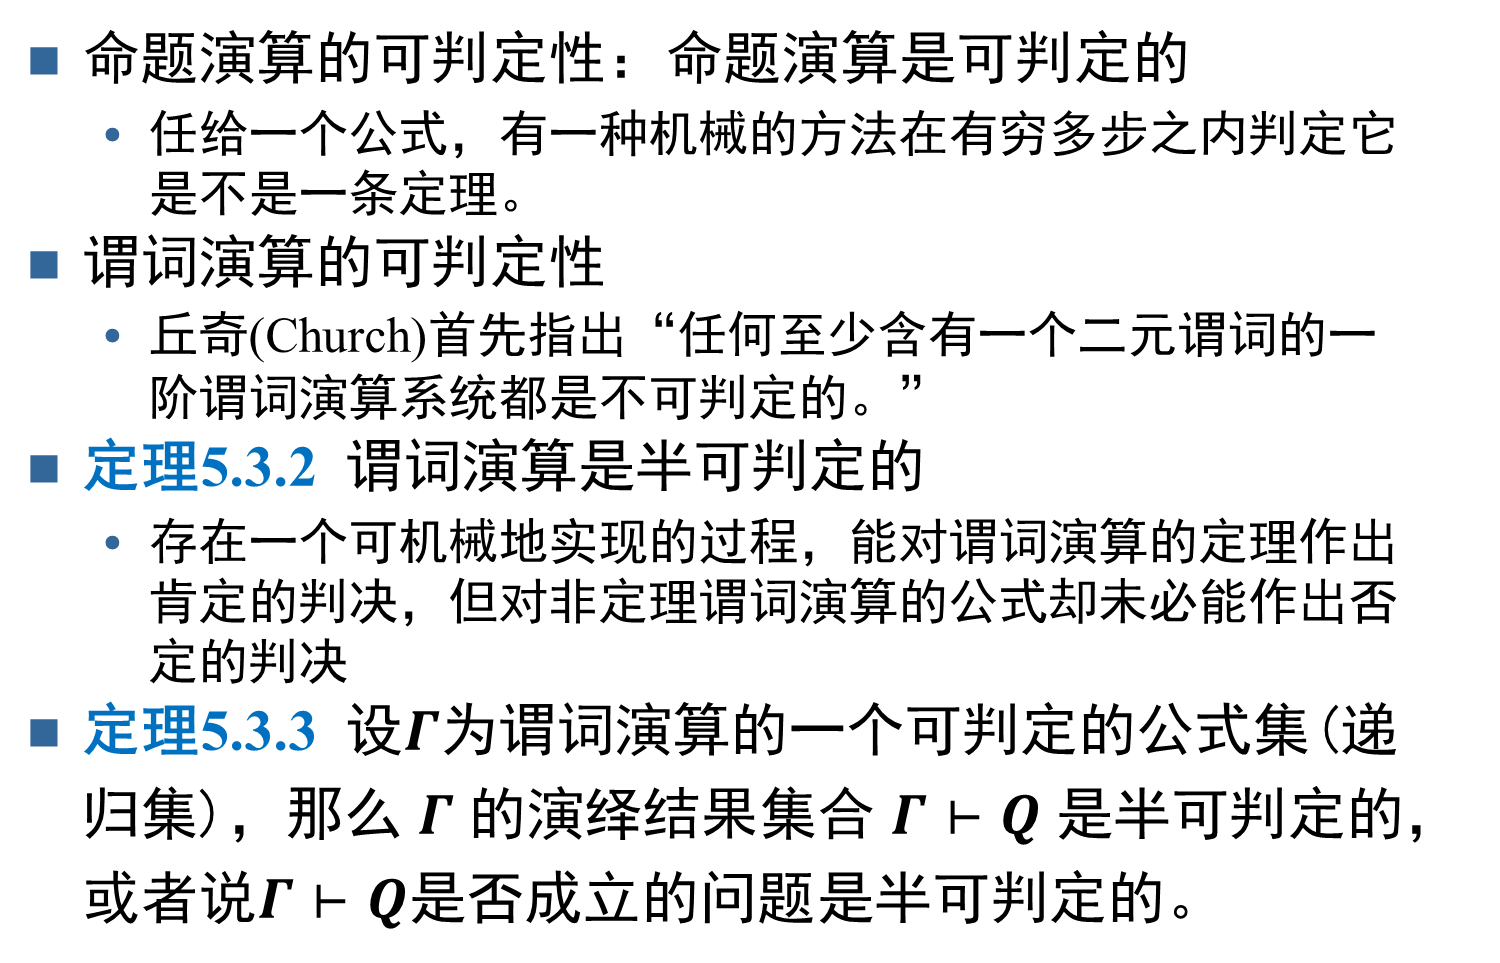 命题演算的可判定性：命题演算是可判定的
任给一个公式，有一种机械的方法在有穷多步之内判定它
是不是一条定理。
谓词演算的可判定性
丘奇(Church)首先指出“任何至少含有一个二元谓词的一
阶谓词演算系统都是不可判定的。”
定理5.3.2 谓词演算是半可判定的
存在一个可机械地实现的过程，能对谓词演算的定理作出
肯定的判决，但对非定理谓词演算的公式却未必能作出否
定的判决
定理5.3.3 设Γ为谓词演算的一个可判定的公式集(递
归集)，那么 Γ 的演绎结果集合 Γ ⊢ Q 是半可判定的，
或者说Γ ⊢ Q是否成立的问题是半可判定的。